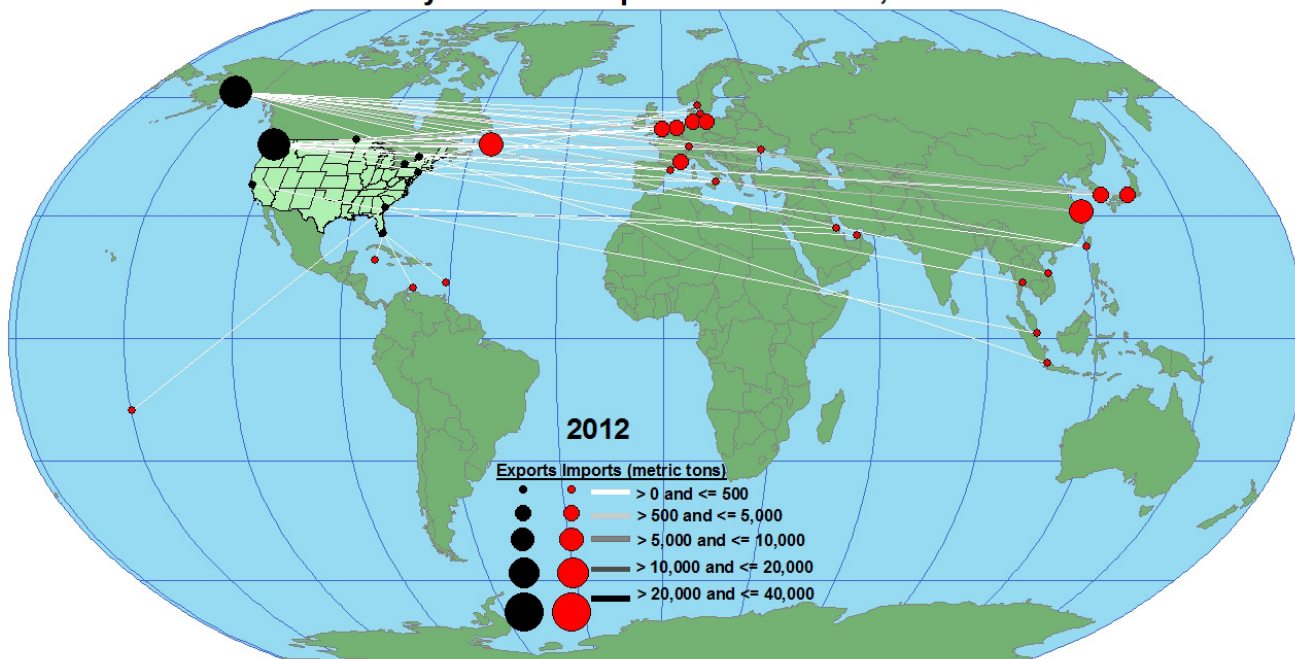 2012
Exports Imports (metric tons)
> 0 and <= 500
> 500 and <= 5,000
> 5,000 and <= 10,000
> 10,000 and <= 20,000
> 20,000 and <= 40,000